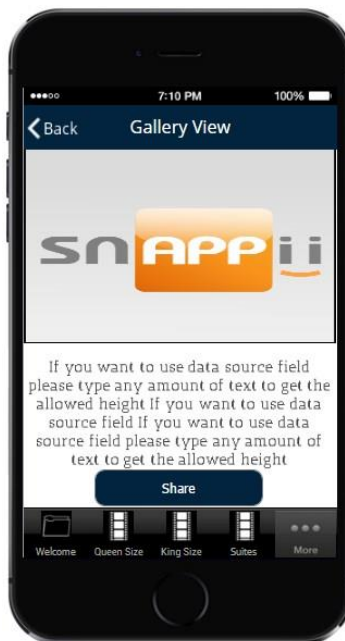 7:10 PM 100%
Back Gallery View
snAPPii
If you want to use data source field
please type any amount of text to get the
allowed height If you want to use data
source field If you want to use data
source field please type any amount of
text to get the allowed height
Share
Welcome Queen Size King Size Suites More